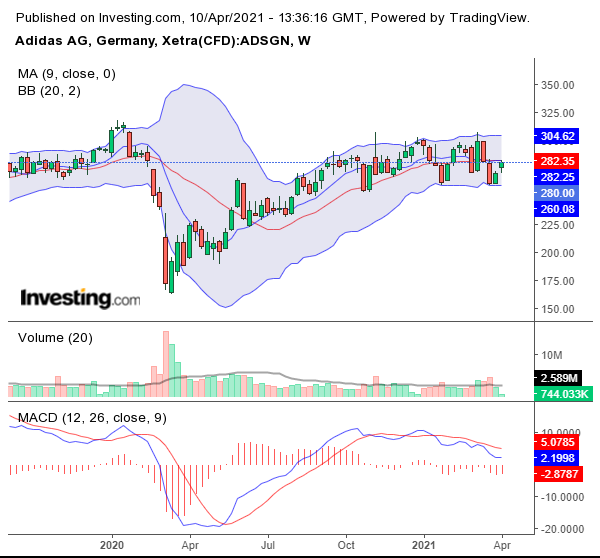 Published on Investing.com, 10/Apr/2021 - 13:36:16 GMT, Powered by TradingView.
Adidas AG, Germany, Xetra(CFD):ADSGN, W
MA (9, close, 0)
BB (20, 2)
350.00
325.00
304.62
282.35
282.25
280.00
260.08
225.00
200.00
175.00
150.00
Investing.com
Volume (20)
10M
2.589M
744.033K
MACD (12, 26, close, 9)
10.0000
5.0785
2.1998
-2.8787
-10.0000
-20.0000
2020 Apr Jul Oct 2021 Apr